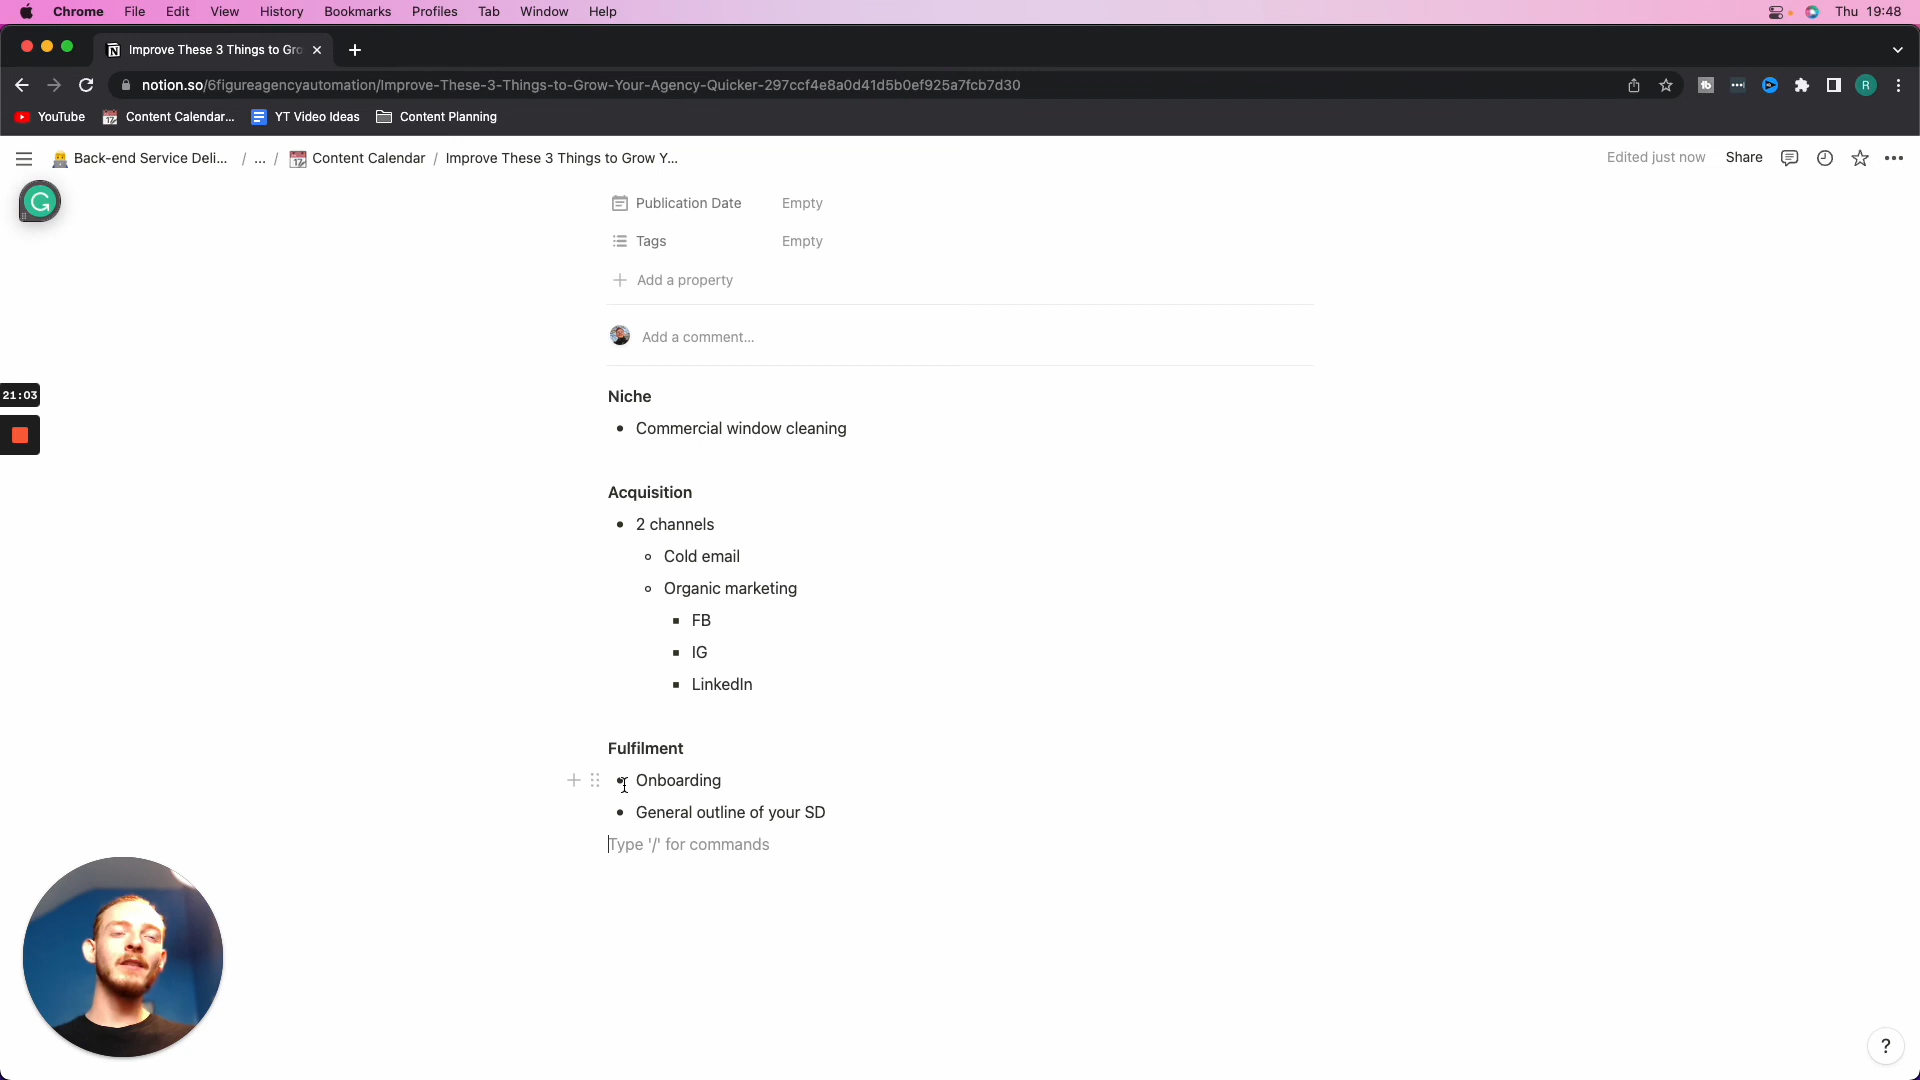 Chrome File Edit View History Bookmarks Profiles Tab Window Help Thu 19:48
Improve These 3 Things to Gro
notion.so/6figureagencyautomation/Improve-These-3-Things-to-Grow-Your-Agency-Quicker-297ccf4e8a0d41d5b0ef925a7fcb7d30
YouTube Content Calendar... YT Video Ideas Content Planning
Back-end Service Deli... / ... / Content Calendar / Improve These 3 Things to Grow Y... Edited just now Share
Publication Date Empty
Tags Empty
Add a property
Add a comment...
21:03
Niche
Commercial window cleaning
Acquisition
2 channels
Cold email
Organic marketing
FB
IG
LinkedIn
Fulfilment
Onboarding
General outline of your SD
Type '/' for commands
?